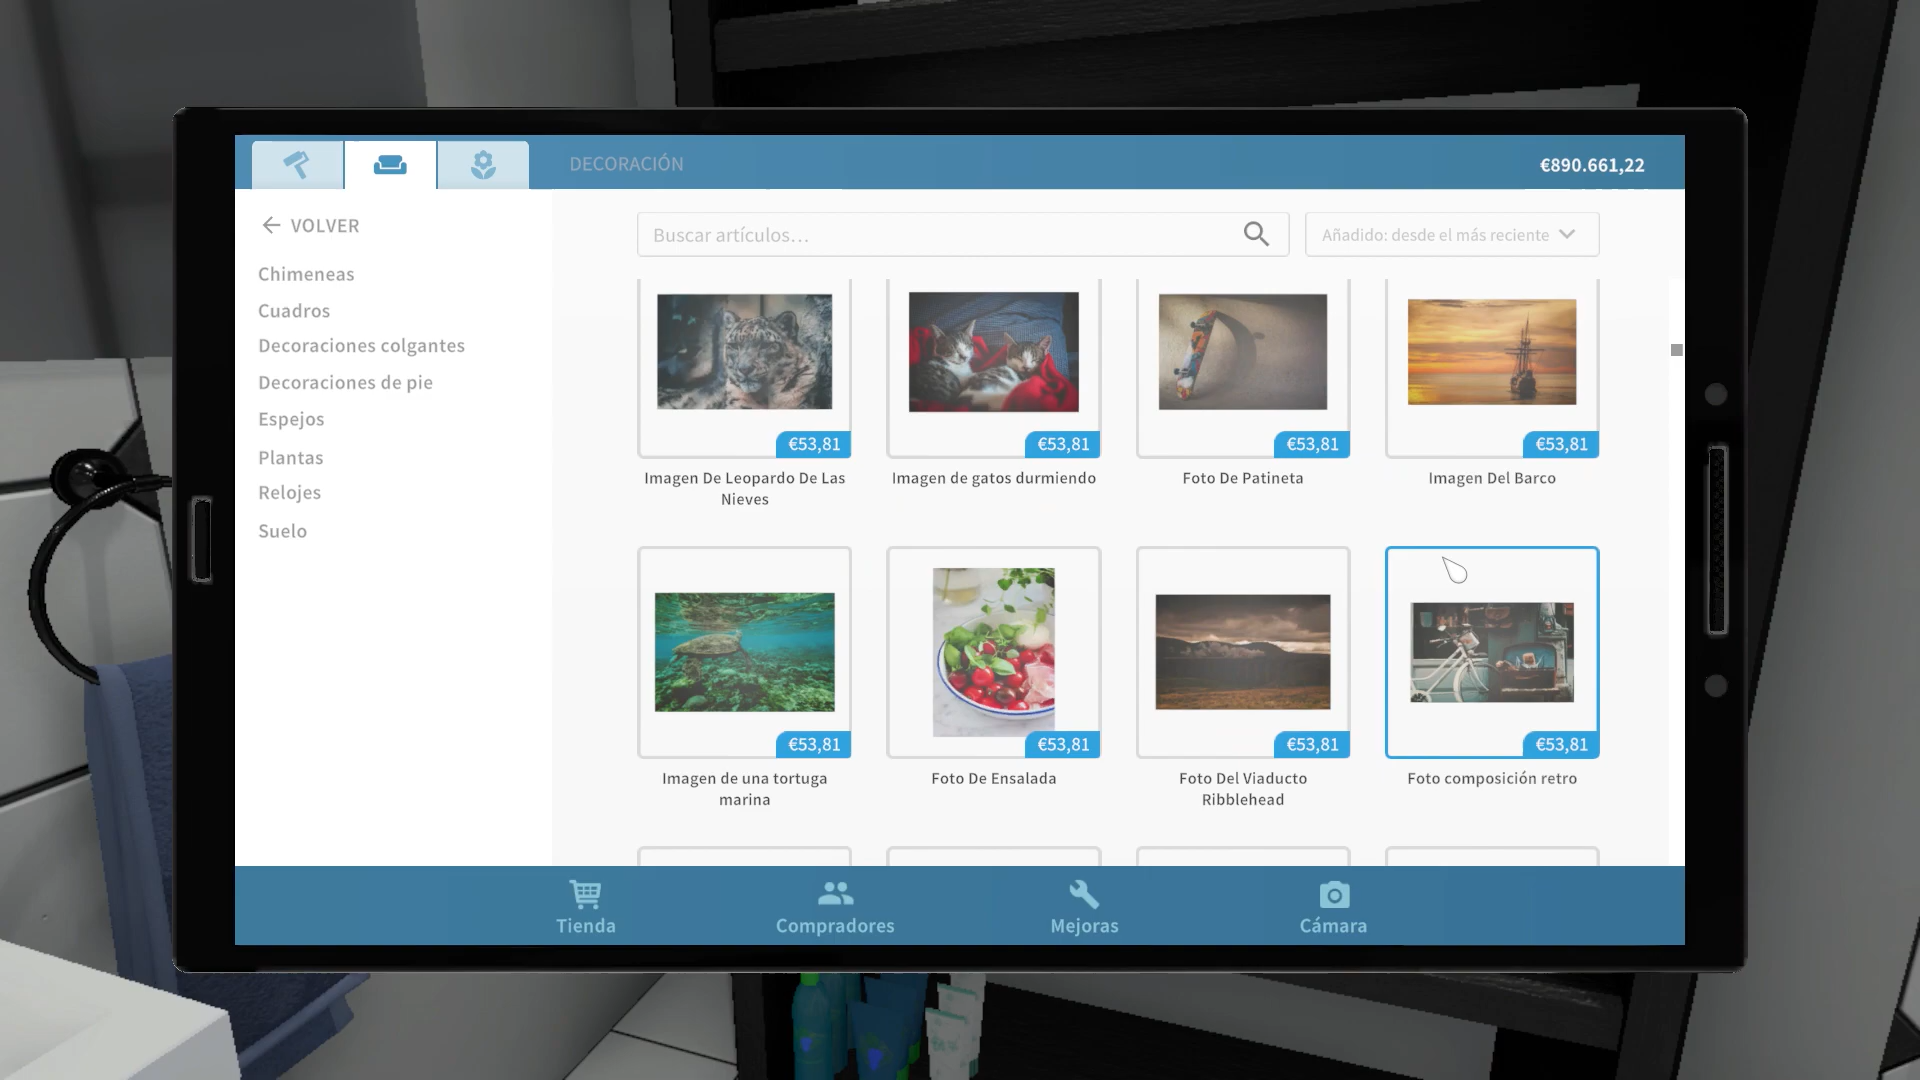 DECORACIÓN
€890.661,22
VOLVER
Buscar artículos...
Añadido: desde el más reciente
Chimeneas
Cuadros
Decoraciones colgantes
Decoraciones de pie
Espejos
Plantas
Relojes
Suelo
€53,81
€53,81
€53,81
€53,81
Imagen De Leopardo De Las
Nieves
Imagen de gatos durmiendo
Foto De Patineta
Imagen Del Barco
€53,81
€53,81
€53,81
€53,81
Imagen de una tortuga
marina
Foto De Ensalada
Foto Del Viaducto
Ribblehead
Foto composición retro
Tienda
Compradores
Mejoras
Cámara